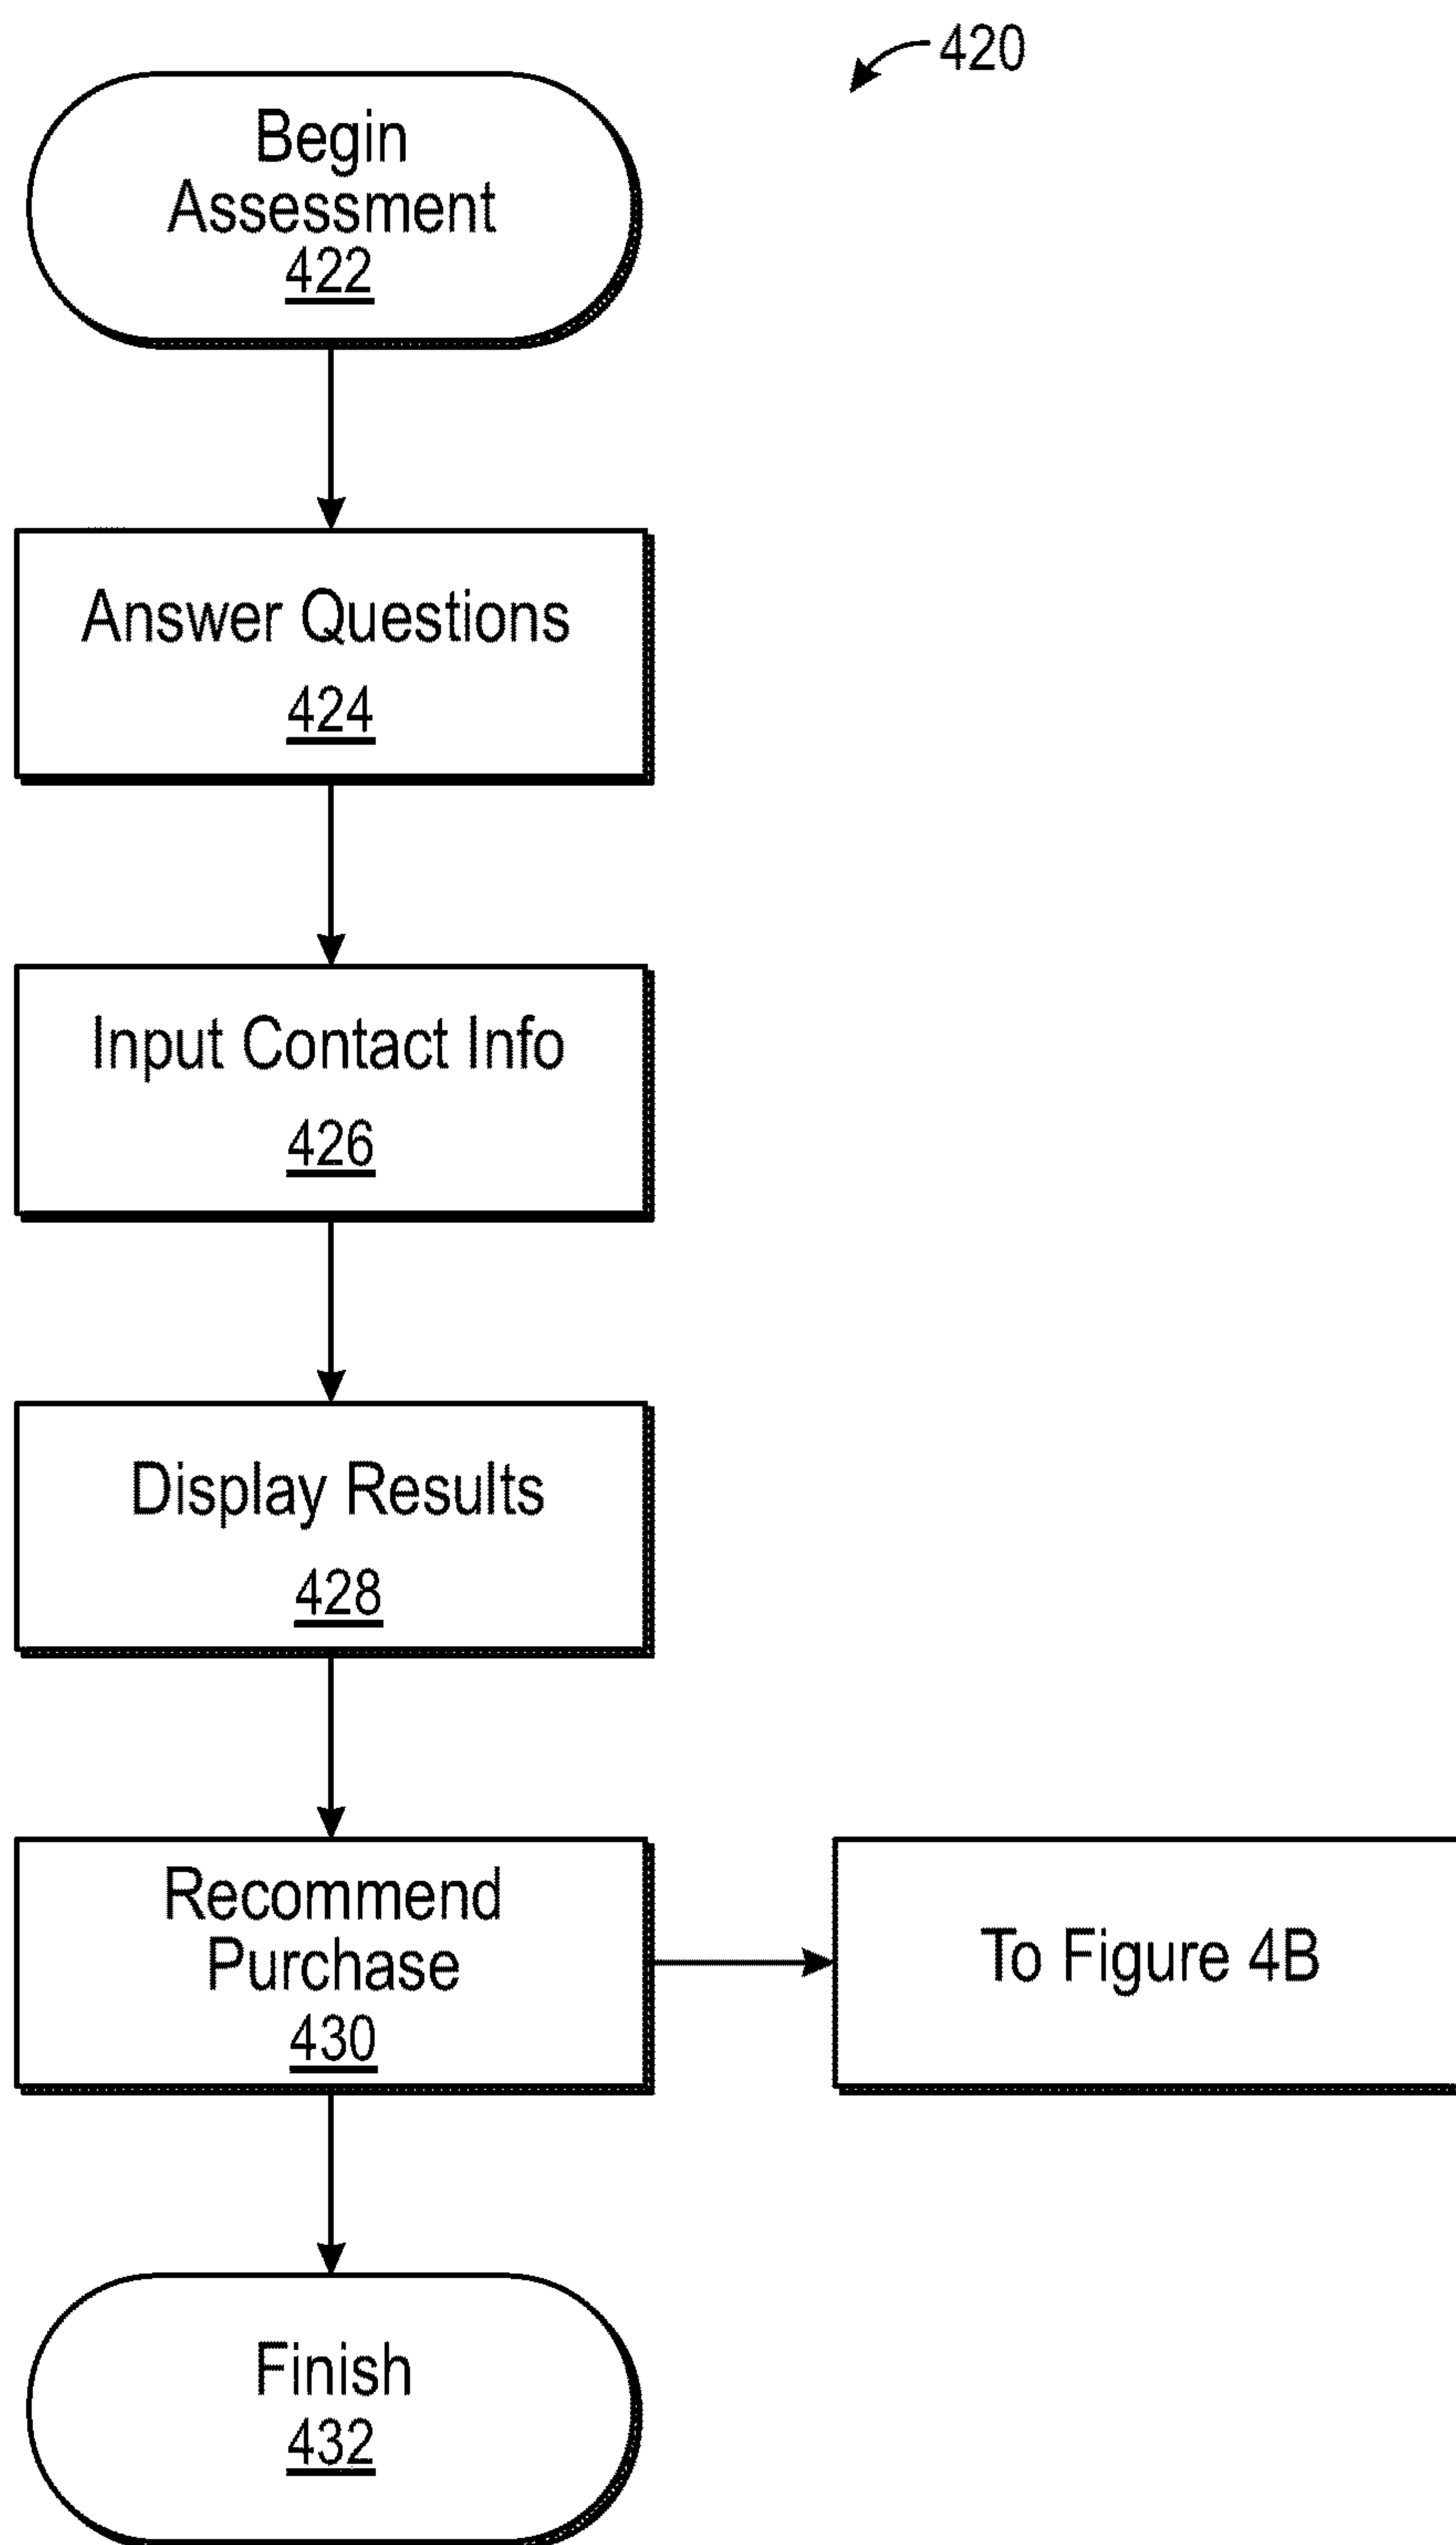 420
Begin
Assessment
422
Answer Questions
424
Input Contact Info
426
Display Results
428
Recommend
Purchase
430
To Figure 4B
Finish
432